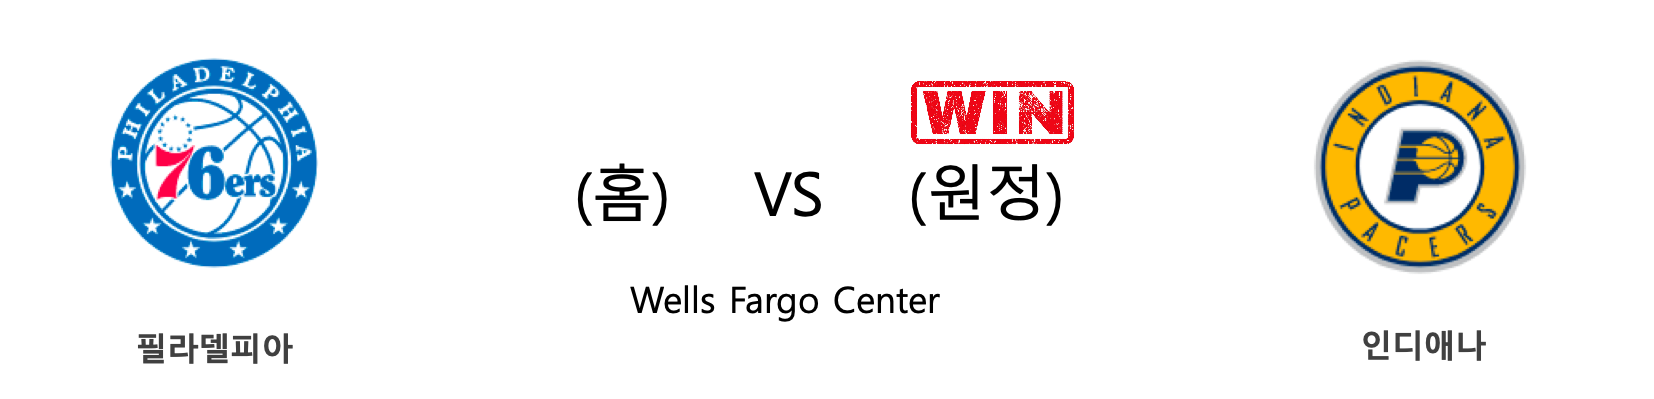 PHILADELPHIA
76ers
필라델피아
(홈) VS (원정)
WIN
Wells Fargo Center
INDIANA
PACERS
인디애나